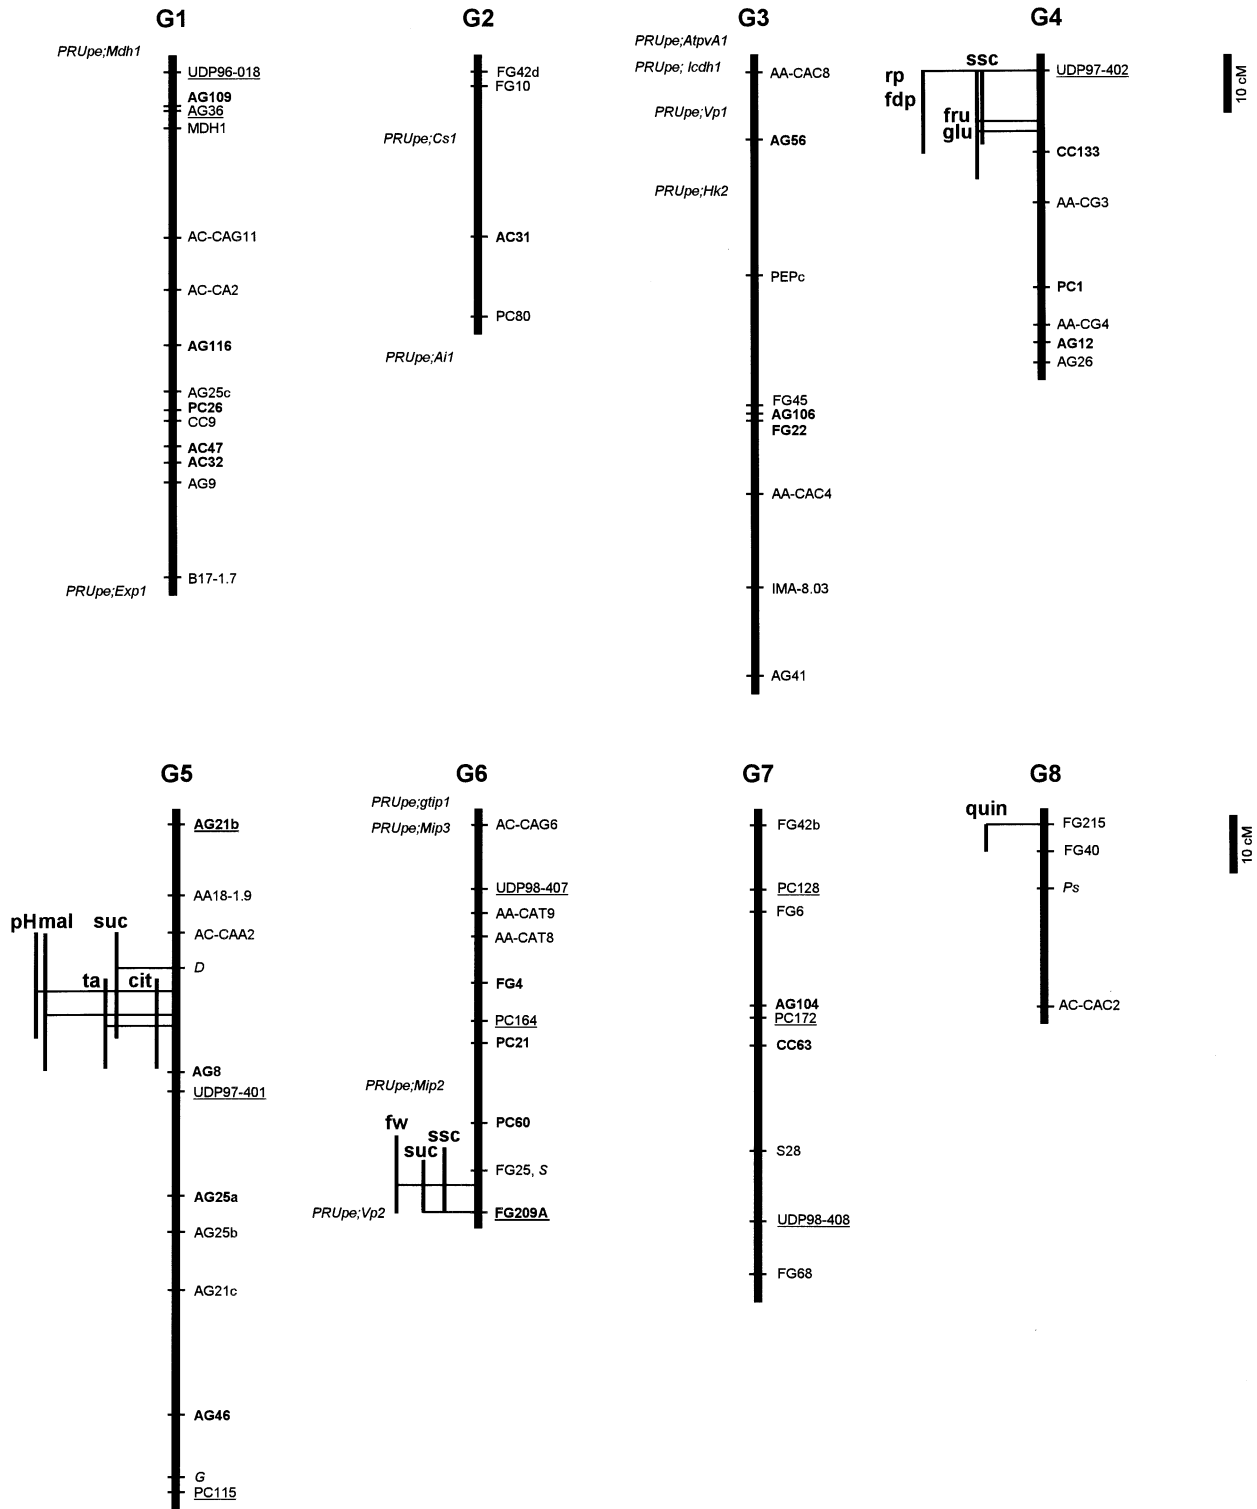 G1
PRUpe;Mdh1
UDP96-018
AG109
AG36
MDH1
AC-CAG11
AC-CA2
AG116
AG25c
PC26
CC9
AC47
AC32
AG9
B17-1.7
PRUpe;Exp1
G2
FG42d
FG10
PRUpe;Cs1
AC31
PC80
PRUpe;Ai1
G3
PRUpe;AtpvA1
PRUpe; Icdh1
AA-CAC8
PRUpe;Vp1
AG56
PRUpe;Hk2
PEPc
FG45
AG106
FG22
AA-CAC4
IMA-8.03
AG41
G4
ssc
UDP97-402
rp
fdp
fru
glu
CC133
AA-CG3
PC1
AA-CG4
AG12
AG26
10 cM
G5
AG21b
AA18-1.9
pH mal suc
AC-CAA2
D
ta cit
AG8
UDP97-401
AG25a
AG25b
AG21c
AG46
G
PC115
G6
PRUpe;gtip1
PRUpe;Mip3
AC-CAG6
UDP98-407
AA-CAT9
AA-CAT8
FG4
PC164
PC21
PRUpe;Mip2
fw
PC60
ssc
suc
FG25, S
PRUpe;Vp2
FG209A
G7
FG42b
PC128
FG6
AG104
PC172
CC63
S28
UDP98-408
FG68
G8
quin
FG215
FG40
Ps
AC-CAC2
10 cM